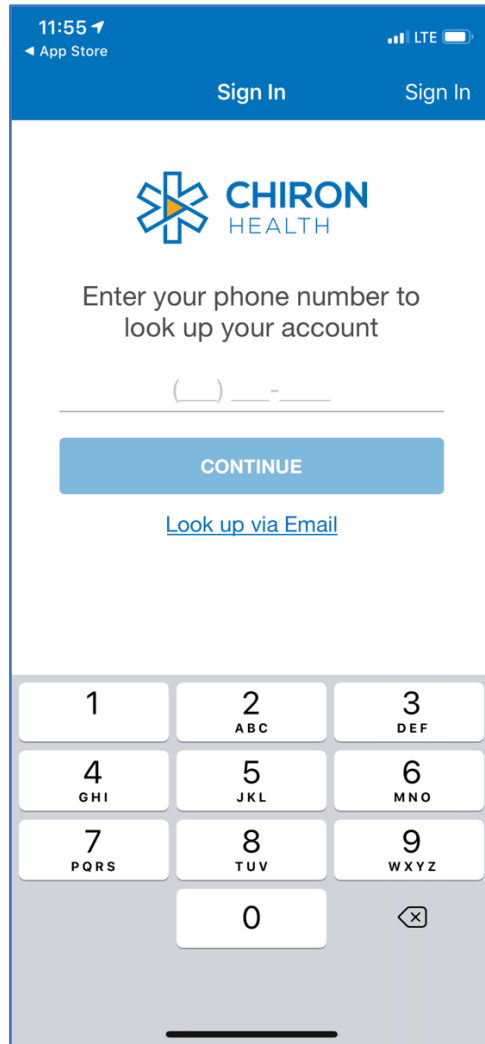 11:55
LTE
◀ App Store
Sign In
Sign In
CHIRON
HEALTH
Enter your phone number to
look up your account
(__) ___-____
CONTINUE
Look up via Email
1 2 3
ABC DEF
4 5 6
GHI JKL MNO
7 8 9
PQRS TUV WXYZ
0